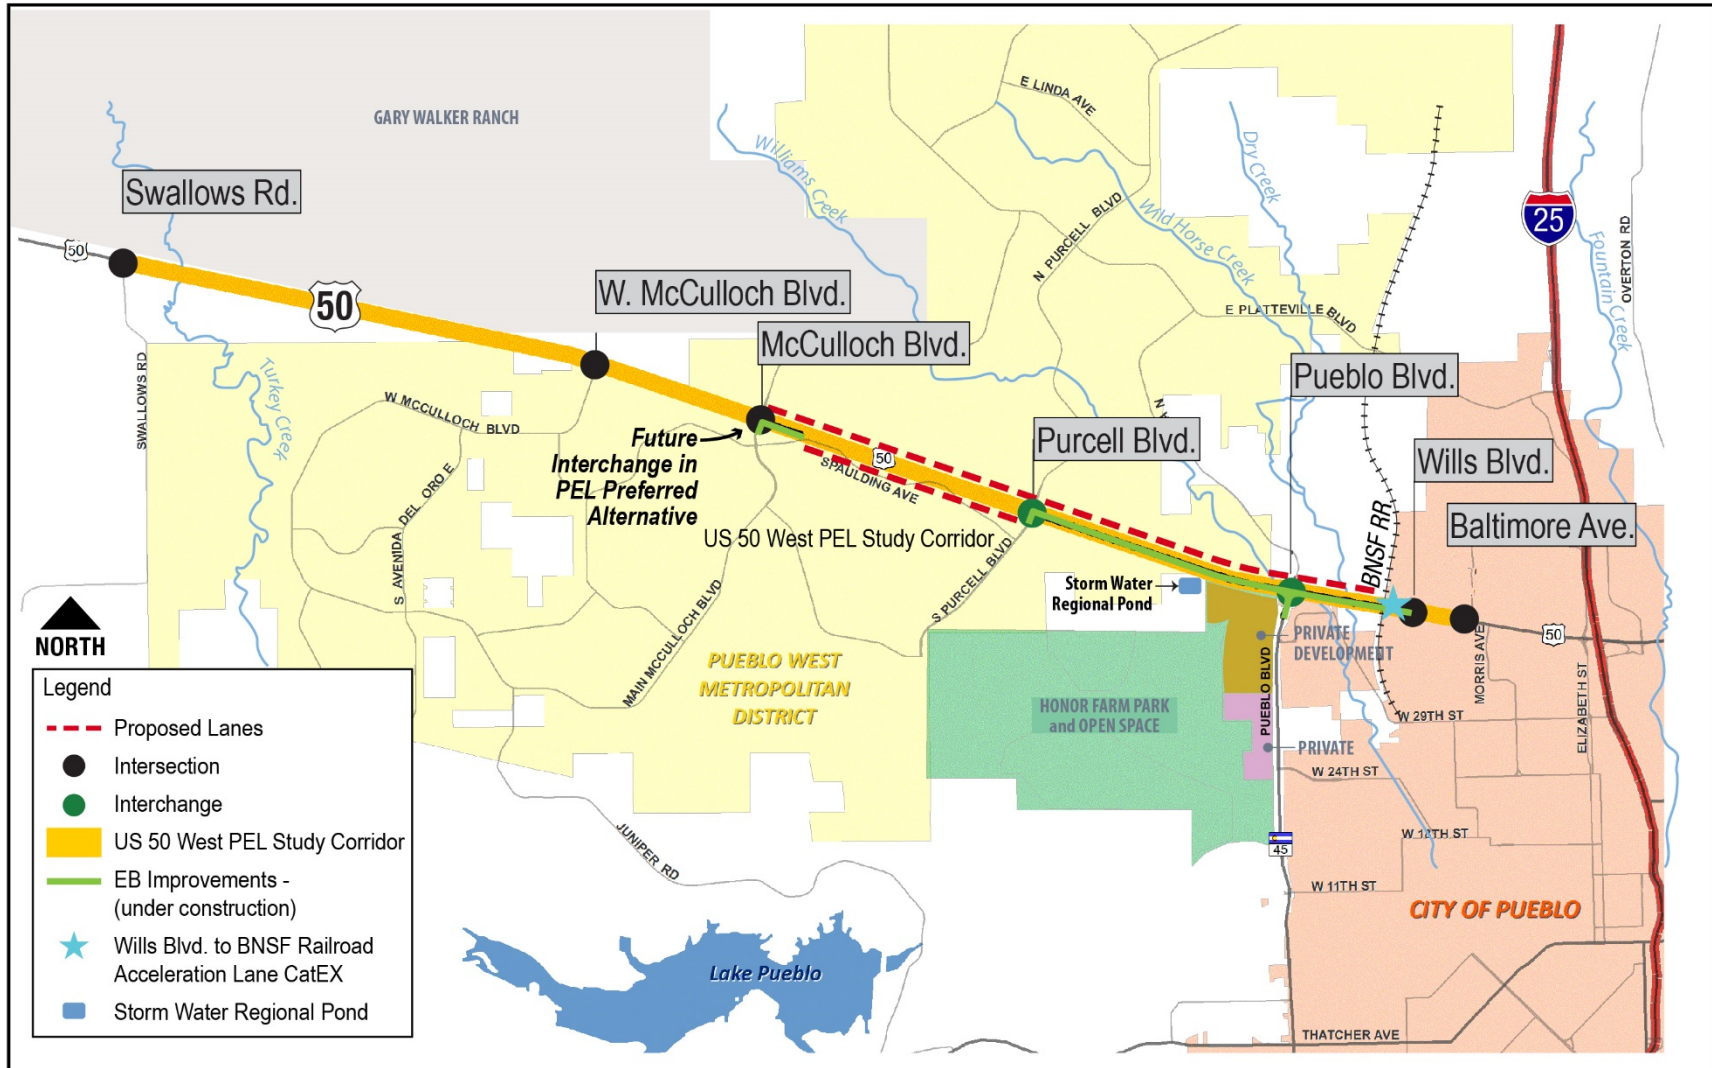 GARY WALKER RANCH
E LINDA AVE
Williams Creek
Dry Creek
Wild Horse Creek
N PURCELL BLVD
25
Fountain Creek
OVERTON RD
Swallows Rd.
50
50
W. McCulloch Blvd.
McCulloch Blvd.
E PLATTEVILLE BLVD
Pueblo Blvd.
SWALLOWS RD
Turkey Creek
W MCCULLOCH BLVD
Future
Interchange in
PEL Preferred
Alternative
50
SPAULDING AVE
Purcell Blvd.
Wills Blvd.
Baltimore Ave.
BNSF RR
S AVENIDA DEL ORO E
US 50 West PEL Study Corridor
S PURCELL BLVD
MAIN MCCULLOCH BLVD
Storm Water
Regional Pond
50
PRIVATE
DEVELOPMENT
MORRIS AVE
ELIZABETH ST
PUEBLO BLVD
PUEBLO WEST
METROPOLITAN
DISTRICT
HONOR FARM PARK
and OPEN SPACE
PRIVATE
W 29TH ST
W 24TH ST
W 18TH ST
45
W 11TH ST
CITY OF PUEBLO
JUNIPER RD
Lake Pueblo
THATCHER AVE
NORTH
Legend
Proposed Lanes
Intersection
Interchange
US 50 West PEL Study Corridor
EB Improvements -
(under construction)
Wills Blvd. to BNSF Railroad
Acceleration Lane CatEX
Storm Water Regional Pond